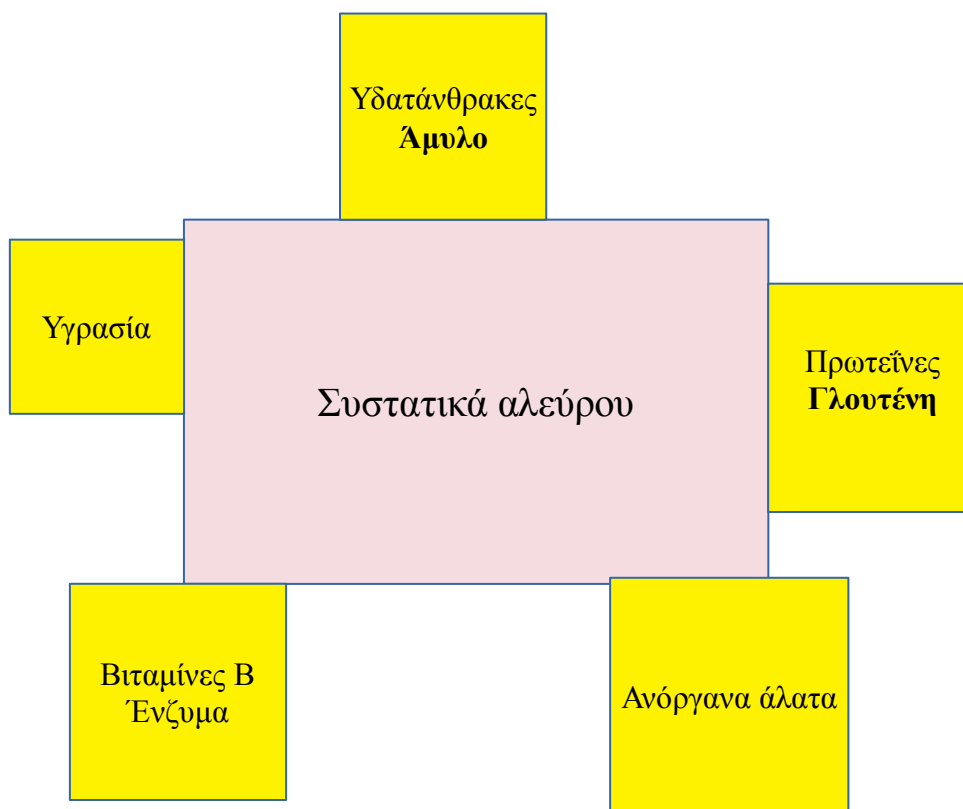 Υδατάνθρακες
Άμυλο
Υγρασία
Πρωτεΐνες
Γλουτένη
Συστατικά αλεύρου
Βιταμίνες Β
Ένζυμα
Ανόργανα άλατα